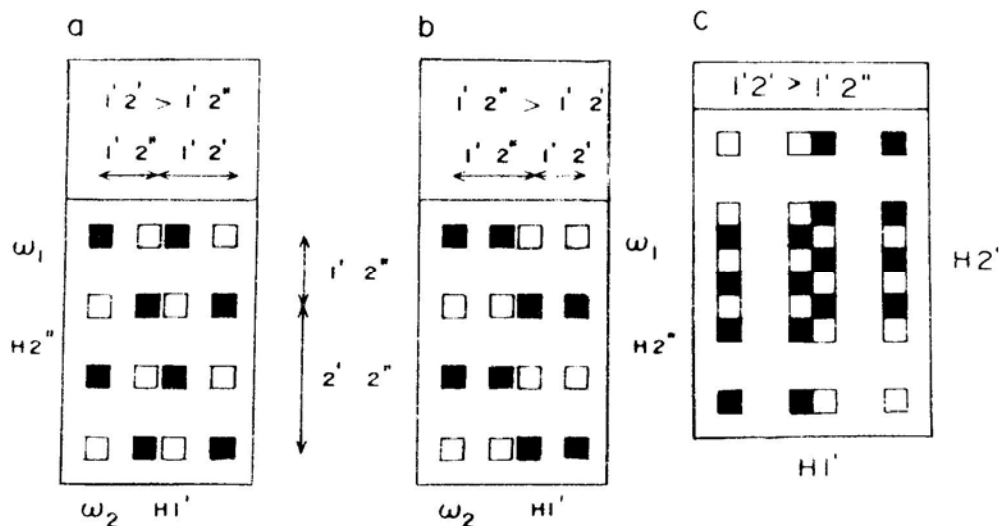 a
1' 2' > 1' 2"
1' 2" 1' 2'
ω1
H2"
ω2 H1'
1' 2"
2' 2"
b
1' 2" > 1' 2'
1' 2" 1' 2'
ω1
H2"
ω2 H1'
c
1'2' > 1'2"
H2'
H1'